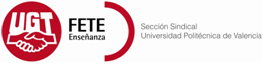 UGT
FETE
Enseñanza
Sección Sindical
Universidad Politécnica de Valencia